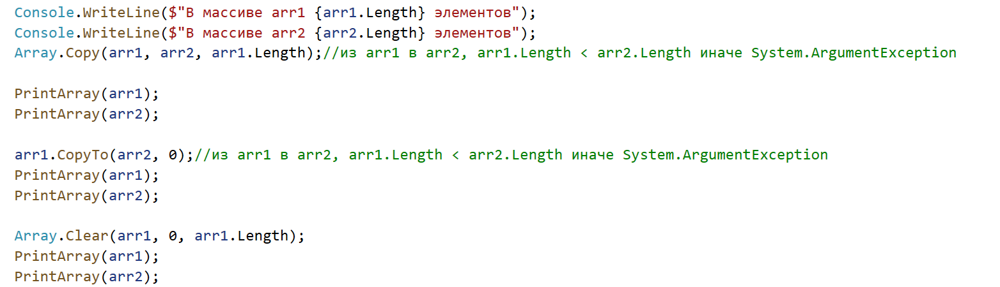 Console.WriteLine($"В массиве arr1 {arr1.Length} элементов");
Console.WriteLine($"В массиве arr2 {arr2.Length} элементов");
Array.Copy(arr1, arr2, arr1.Length);//из arr1 в arr2, arr1.Length < arr2.Length иначе System.ArgumentException
PrintArray(arr1);
PrintArray(arr2);
arr1.CopyTo(arr2, 0);//из arr1 в arr2, arr1.Length < arr2.Length иначе System.ArgumentException
PrintArray(arr1);
PrintArray(arr2);
Array.Clear(arr1, 0, arr1.Length);
PrintArray(arr1);
PrintArray(arr2);